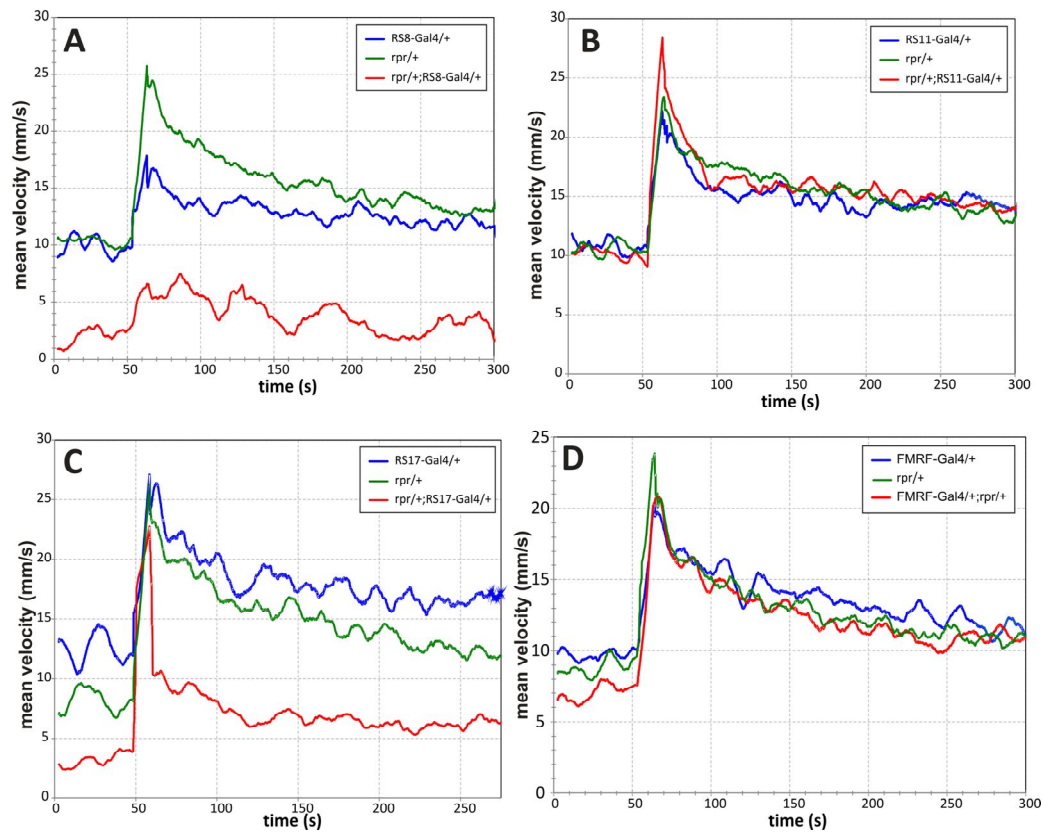 A
RS8-Gal4/+
rpr/+
rpr/+;RS8-Gal4/+
mean velocity (mm/s)
30
25
20
15
10
5
0
0 50 100 150 200 250 300
time (s)
B
RS11-Gal4/+
rpr/+
rpr/+;RS11-Gal4/+
mean velocity (mm/s)
30
25
20
15
10
5
0
0 50 100 150 200 250 300
time (s)
C
RS17-Gal4/+
rpr/+
rpr/+;RS17-Gal4/+
mean velocity (mm/s)
30
25
20
15
10
5
0
0 50 100 150 200 250
time (s)
D
FMRF-Gal4/+
rpr/+
FMRF-Gal4/+;rpr/+
mean velocity (mm/s)
25
20
15
10
5
0
0 50 100 150 200 250 300
time (s)